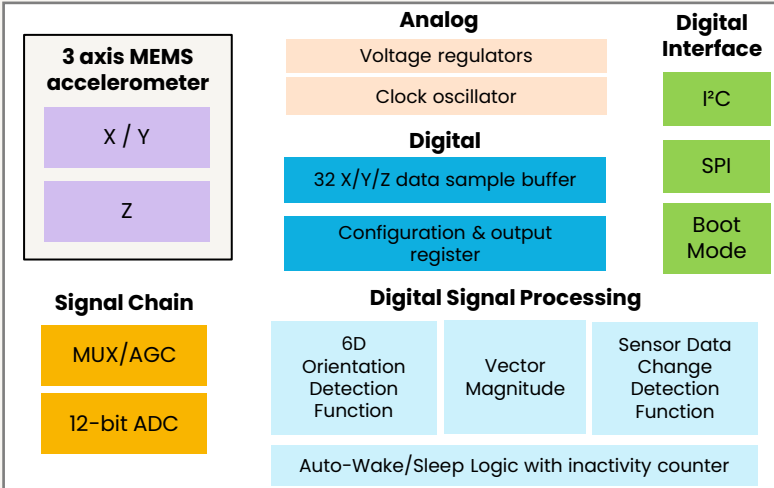 3 axis MEMS
accelerometer
X / Y
Z
Analog
Voltage regulators
Clock oscillator
Digital
32 X/Y/Z data sample buffer
Configuration & output
register
Digital
Interface
I²C
SPI
Boot
Mode
Signal Chain
MUX/AGC
12-bit ADC
Digital Signal Processing
6D
Orientation
Detection
Function
Vector
Magnitude
Sensor Data
Change
Detection
Function
Auto-Wake/Sleep Logic with inactivity counter